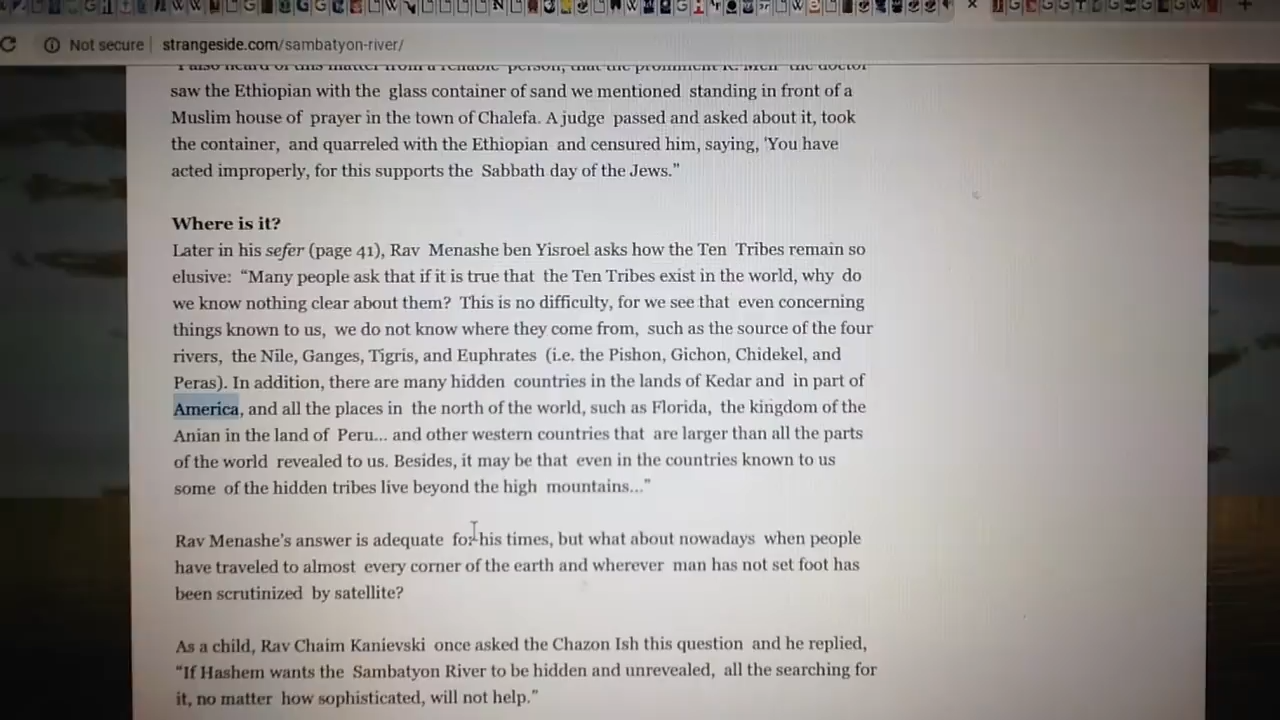 Not secure strangeside.com/sambatyon-river/
saw the Ethiopian with the glass container of sand we mentioned standing in front of a
Muslim house of prayer in the town of Chalefa. A judge passed and asked about it, took
the container, and quarreled with the Ethiopian and censured him, saying, 'You have
acted improperly, for this supports the Sabbath day of the Jews."
Where is it?
Later in his sefer (page 41), Rav Menashe ben Yisroel asks how the Ten Tribes remain so
elusive: "Many people ask that if it is true that the Ten Tribes exist in the world, why do
we know nothing clear about them? This is no difficulty, for we see that even concerning
things known to us, we do not know where they come from, such as the source of the four
rivers, the Nile, Ganges, Tigris, and Euphrates (i.e. the Pishon, Gichon, Chidekel, and
Peras). In addition, there are many hidden countries in the lands of Kedar and in part of
America, and all the places in the north of the world, such as Florida, the kingdom of the
Anian in the land of Peru... and other western countries that are larger than all the parts
of the world revealed to us. Besides, it may be that even in the countries known to us
some of the hidden tribes live beyond the high mountains..."
Rav Menashe's answer is adequate for his times, but what about nowadays when people
have traveled to almost every corner of the earth and wherever man has not set foot has
been scrutinized by satellite?
As a child, Rav Chaim Kanievski once asked the Chazon Ish this question and he replied,
"If Hashem wants the Sambatyon River to be hidden and unrevealed, all the searching for
it, no matter how sophisticated, will not help."